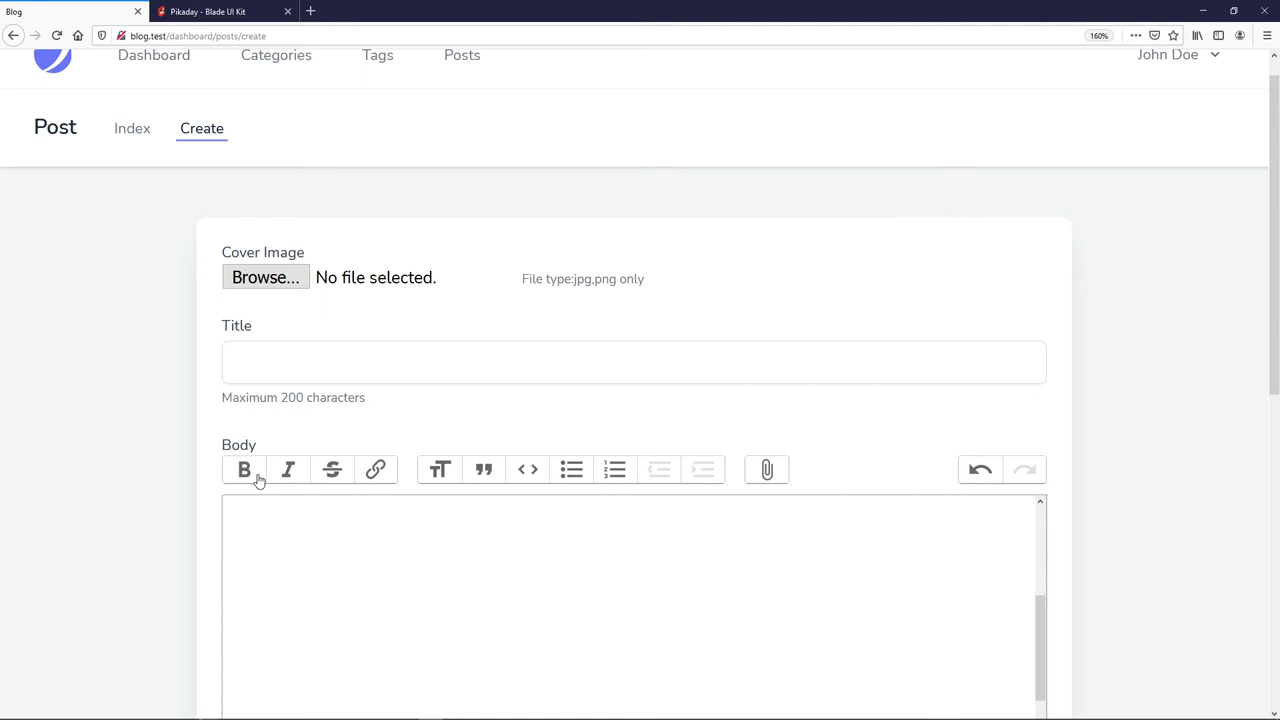 Blog
Pikaday - Blade UI Kit
blog.test/dashboard/posts/create
160%
Dashboard
Categories
Tags
Posts
John Doe
Post
Index
Create
Cover Image
Browse... No file selected.
File type:jpg,png only
Title
Maximum 200 characters
Body